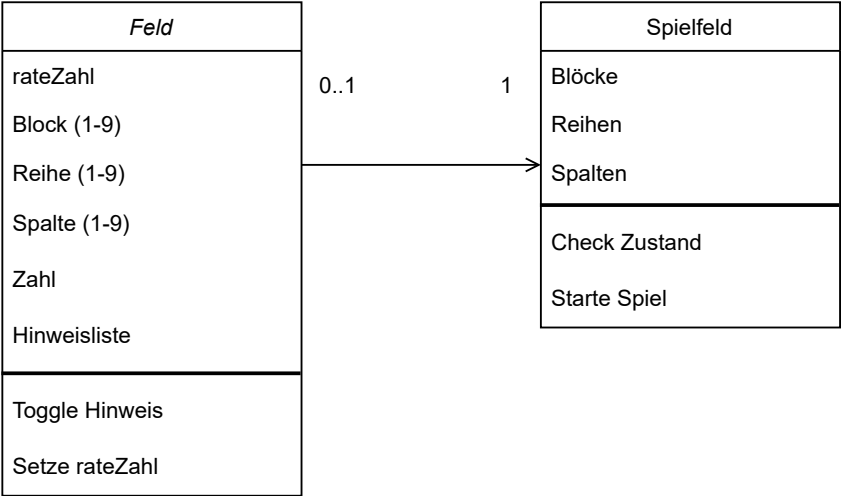 Feld
rateZahl
Block (1-9)
Reihe (1-9)
Spalte (1-9)
Zahl
Hinweisliste
Toggle Hinweis
Setze rateZahl
0..1
1
Spielfeld
Blöcke
Reihen
Spalten
Check Zustand
Starte Spiel